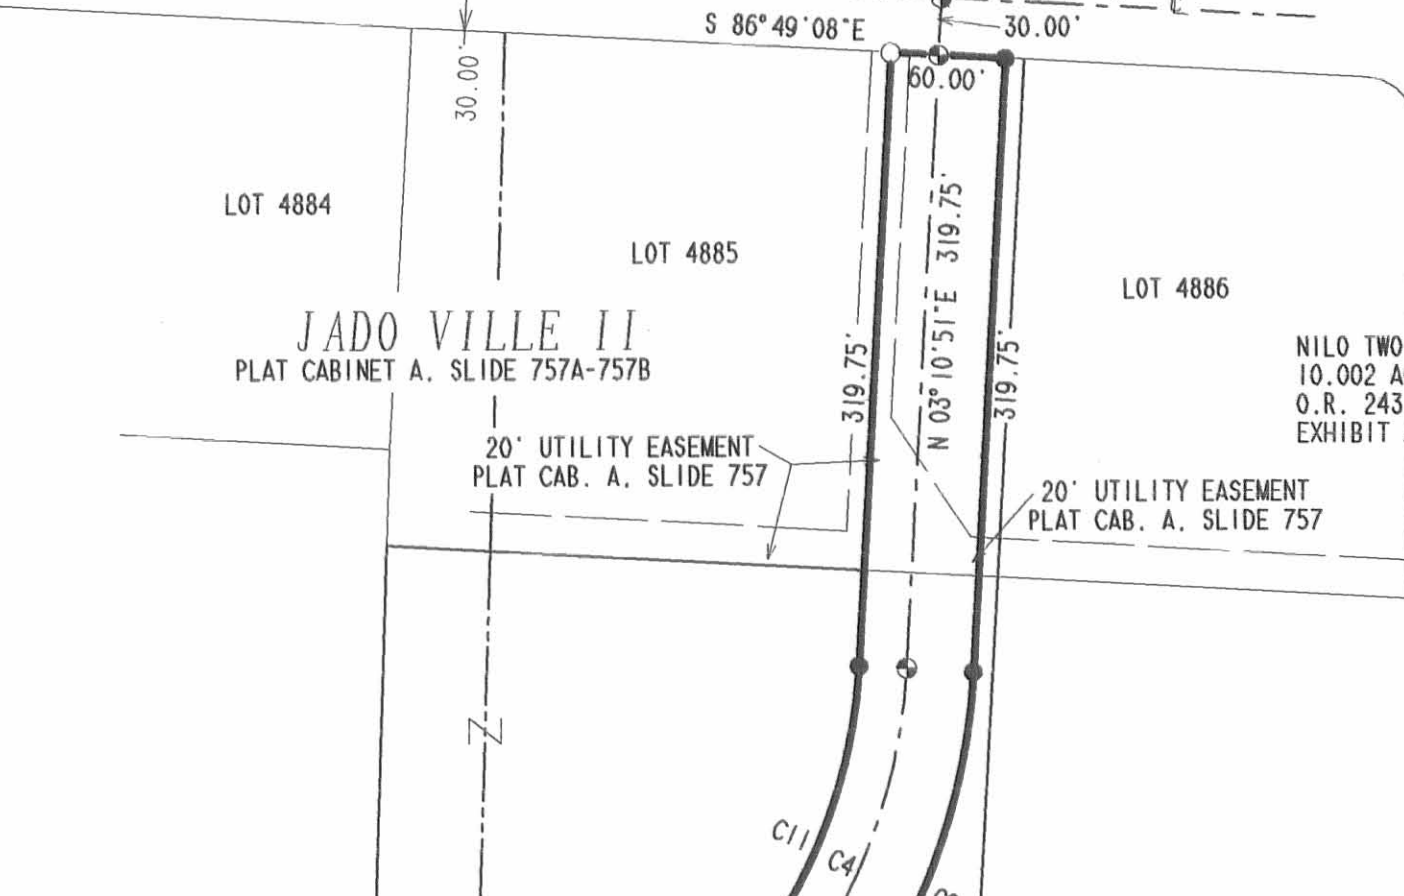 S 86°49'08"E
30.00'
30.00'
60.00'
LOT 4884
LOT 4885
LOT 4886
N 03°10'51"E 319.75'
319.75'
319.75'
JADO VILLE II
PLAT CABINET A. SLIDE 757A-757B
NILO TWO
10.002 A
O.R. 243
EXHIBIT
20' UTILITY EASEMENT
PLAT CAB. A. SLIDE 757
20' UTILITY EASEMENT
PLAT CAB. A. SLIDE 757
Z
C11
C4